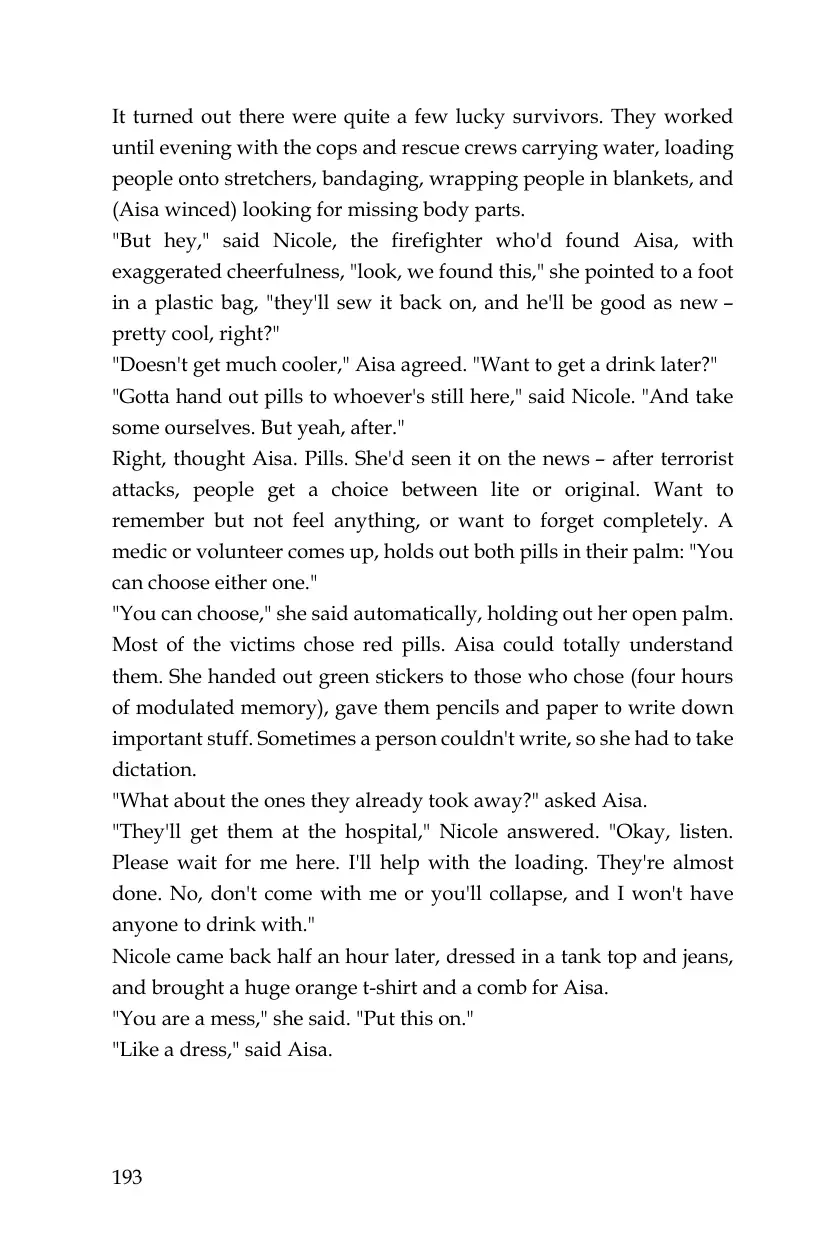 It turned out there were quite a few lucky survivors. They worked
until evening with the cops and rescue crews carrying water, loading
people onto stretchers, bandaging, wrapping people in blankets, and
(Aisa winced) looking for missing body parts.
"But hey," said Nicole, the firefighter who'd found Aisa, with
exaggerated cheerfulness, "look, we found this," she pointed to a foot
in a plastic bag, "they'll sew it back on, and he'll be good as new –
pretty cool, right?"
"Doesn't get much cooler," Aisa agreed. "Want to get a drink later?"
"Gotta hand out pills to whoever's still here," said Nicole. "And take
some ourselves. But yeah, after."
Right, thought Aisa. Pills. She'd seen it on the news – after terrorist
attacks, people get a choice between lite or original. Want to
remember but not feel anything, or want to forget completely. A
medic or volunteer comes up, holds out both pills in their palm: "You
can choose either one."
"You can choose," she said automatically, holding out her open palm.
Most of the victims chose red pills. Aisa could totally understand
them. She handed out green stickers to those who chose (four hours
of modulated memory), gave them pencils and paper to write down
important stuff. Sometimes a person couldn't write, so she had to take
dictation.
"What about the ones they already took away?" asked Aisa.
"They'll get them at the hospital," Nicole answered. "Okay, listen.
Please wait for me here. I'll help with the loading. They're almost
done. No, don't come with me or you'll collapse, and I won't have
anyone to drink with."
Nicole came back half an hour later, dressed in a tank top and jeans,
and brought a huge orange t-shirt and a comb for Aisa.
"You are a mess," she said. "Put this on."
"Like a dress," said Aisa.
193